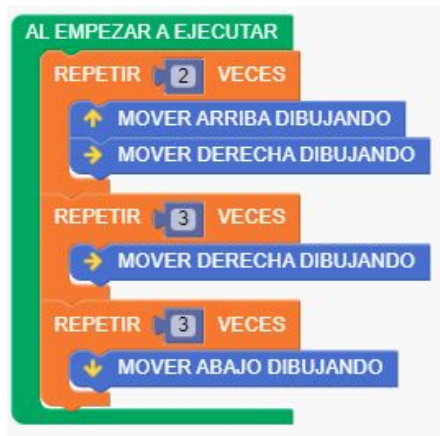 AL EMPEZAR A EJECUTAR
REPETIR 2 VECES
MOVER ARRIBA DIBUJANDO
MOVER DERECHA DIBUJANDO
REPETIR 3 VECES
MOVER DERECHA DIBUJANDO
REPETIR 3 VECES
MOVER ABAJO DIBUJANDO